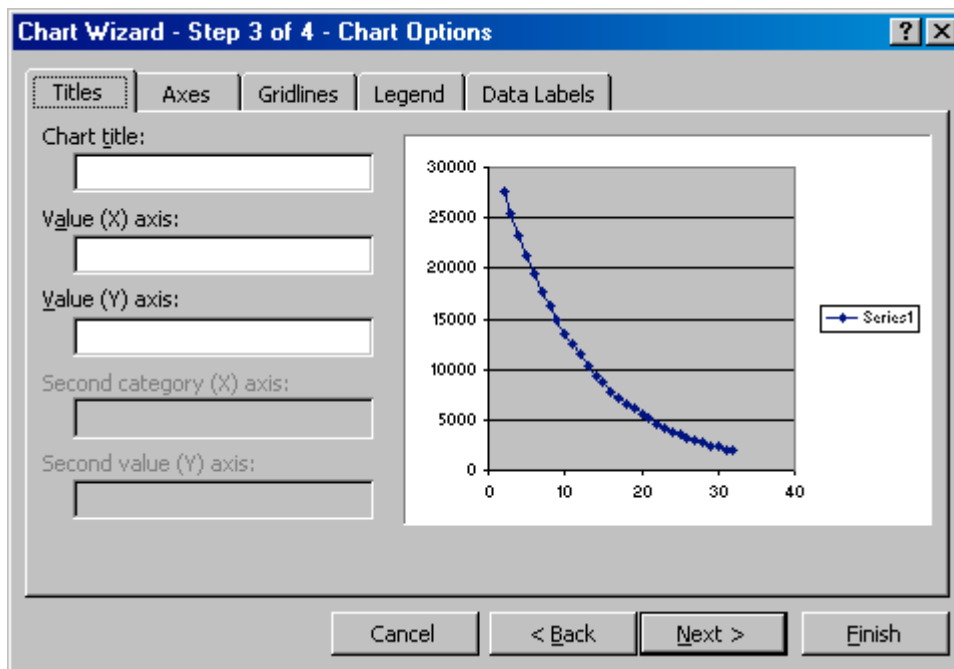 Chart Wizard - Step 3 of 4 - Chart Options
Titles Axes Gridlines Legend Data Labels
Chart title:
Value (X) axis:
Value (Y) axis:
Second category (X) axis:
Second value (Y) axis:
30000
25000
20000
15000
10000
5000
0
0 10 20 30 40
Series1
Cancel < Back Next > Finish